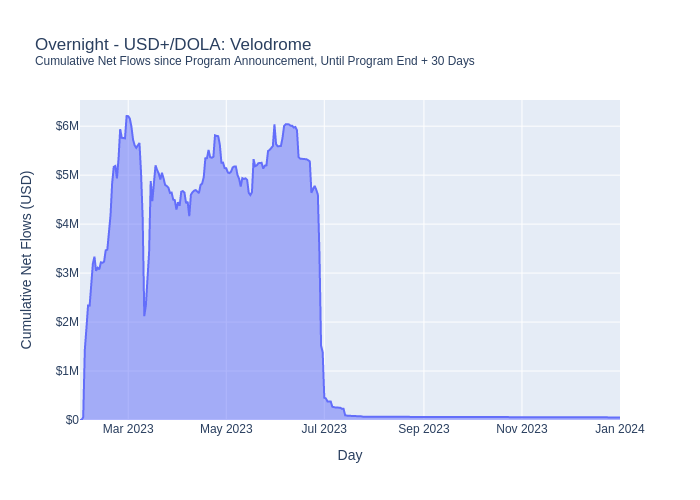 Overnight - USD+/DOLA: Velodrome
Cumulative Net Flows since Program Announcement, Until Program End + 30 Days
Cumulative Net Flows (USD)
$6M
$5M
$4M
$3M
$2M
$1M
$0
Mar 2023
May 2023
Jul 2023
Sep 2023
Nov 2023
Jan 2024
Day